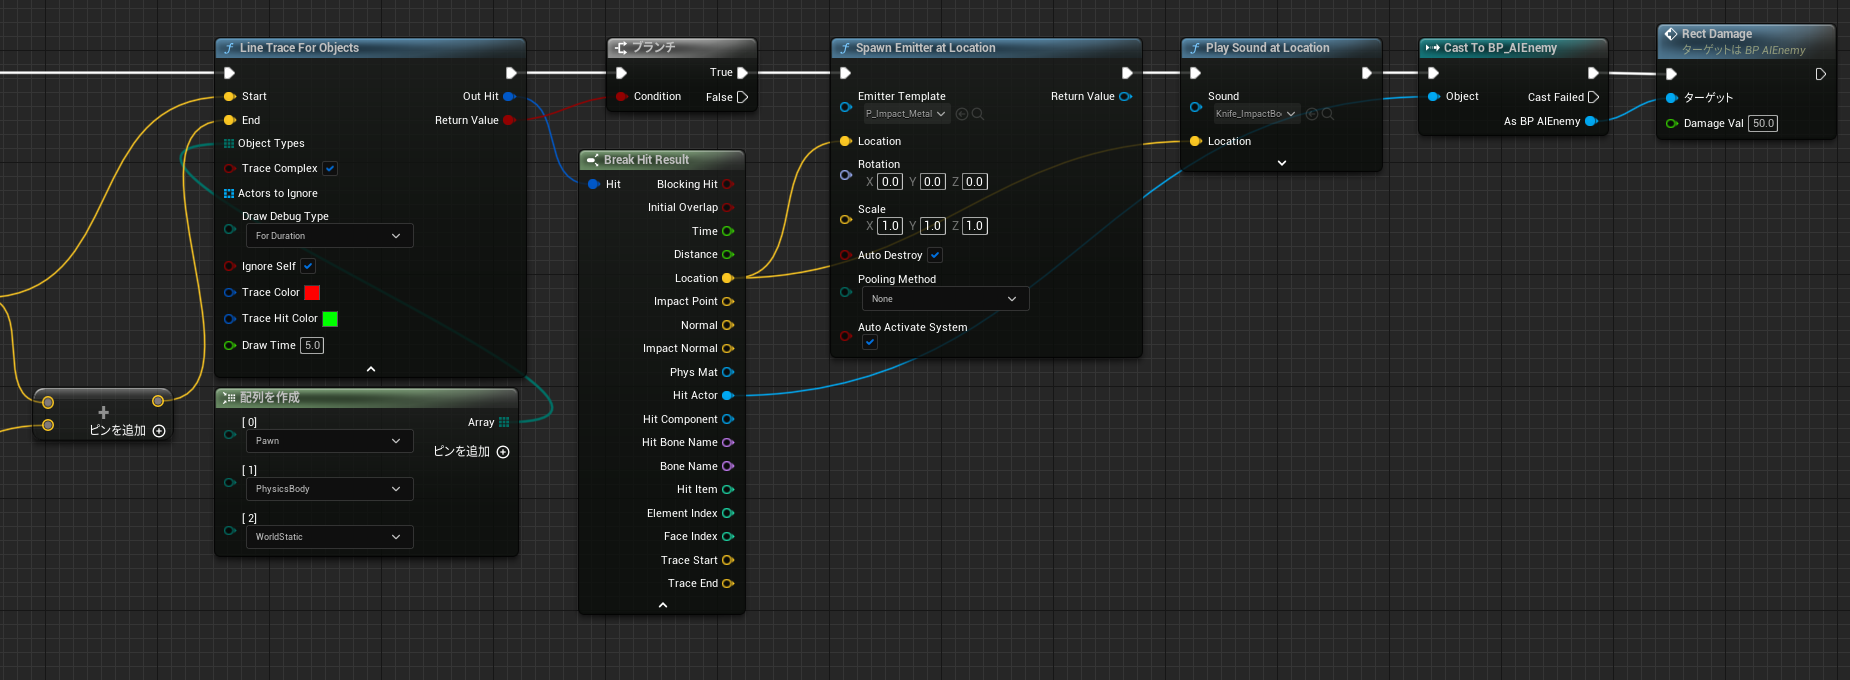 Line Trace For Objects
Start
Out Hit
End
Return Value
Object Types
Trace Complex
Actors to Ignore
Draw Debug Type
For Duration
Ignore Self
Trace Color
Trace Hit Color
Draw Time 5.0
ピンを追加
配列を作成
[ 0]
Array
Pawn
ピンを追加
[ 1]
PhysicsBody
[ 2]
WorldStatic
ブランチ
True
Condition
False
Break Hit Result
Hit
Blocking Hit
Initial Overlap
Time
Distance
Location
Impact Point
Normal
Impact Normal
Phys Mat
Hit Actor
Hit Component
Hit Bone Name
Bone Name
Hit Item
Element Index
Face Index
Trace Start
Trace End
Spawn Emitter at Location
Emitter Template
Return Value
P_Impact_Metal
Location
Rotation
X 0.0 Y 0.0 Z 0.0
Scale
X 1.0 Y 1.0 Z 1.0
Auto Destroy
Pooling Method
None
Auto Activate System
Play Sound at Location
Sound
Knife_ImpactBo
Location
Cast To BP_AIEnemy
Object
Cast Failed
As BP AIEnemy
Rect Damage
ターゲットは BP AIEnemy
ターゲット
Damage Val 50.0